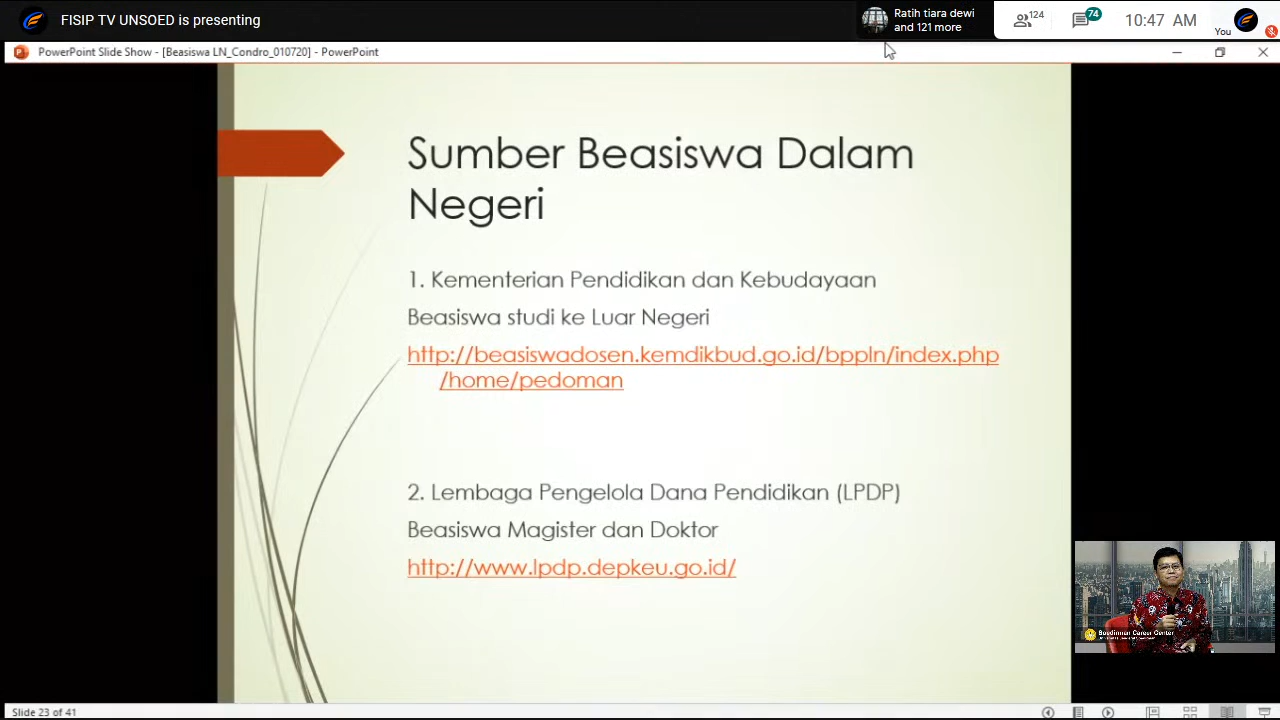 FISIP TV UNSOED is presenting
Ratih tiara dewi
and 121 more
124
74
10:47 AM
You
PowerPoint Slide Show - [Beasiswa LN_Condro_010720] - PowerPoint
Sumber Beasiswa Dalam
Negeri
1. Kementerian Pendidikan dan Kebudayaan
Beasiswa studi ke Luar Negeri
http://beasiswadosen.kemdikbud.go.id/bppln/index.php
/home/pedoman
2. Lembaga Pengelola Dana Pendidikan (LPDP)
Beasiswa Magister dan Doktor
http://www.lpdp.depkeu.go.id/
Soedirman Career Center
Slide 23 of 41